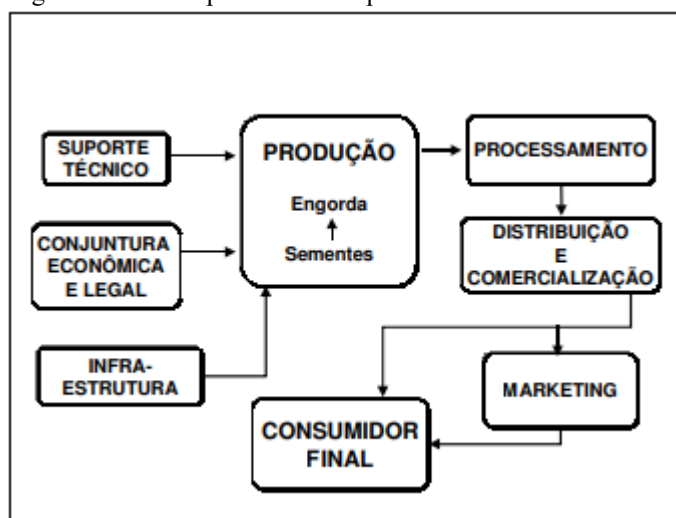 SUPORTE
TÉCNICO
CONJUNTURA
ECONÔMICA
E LEGAL
INFRA-
ESTRUTURA
PRODUÇÃO
Engorda
Sementes
PROCESSAMENTO
DISTRIBUIÇÃO
E
COMERCIALIZAÇÃO
MARKETING
CONSUMIDOR
FINAL